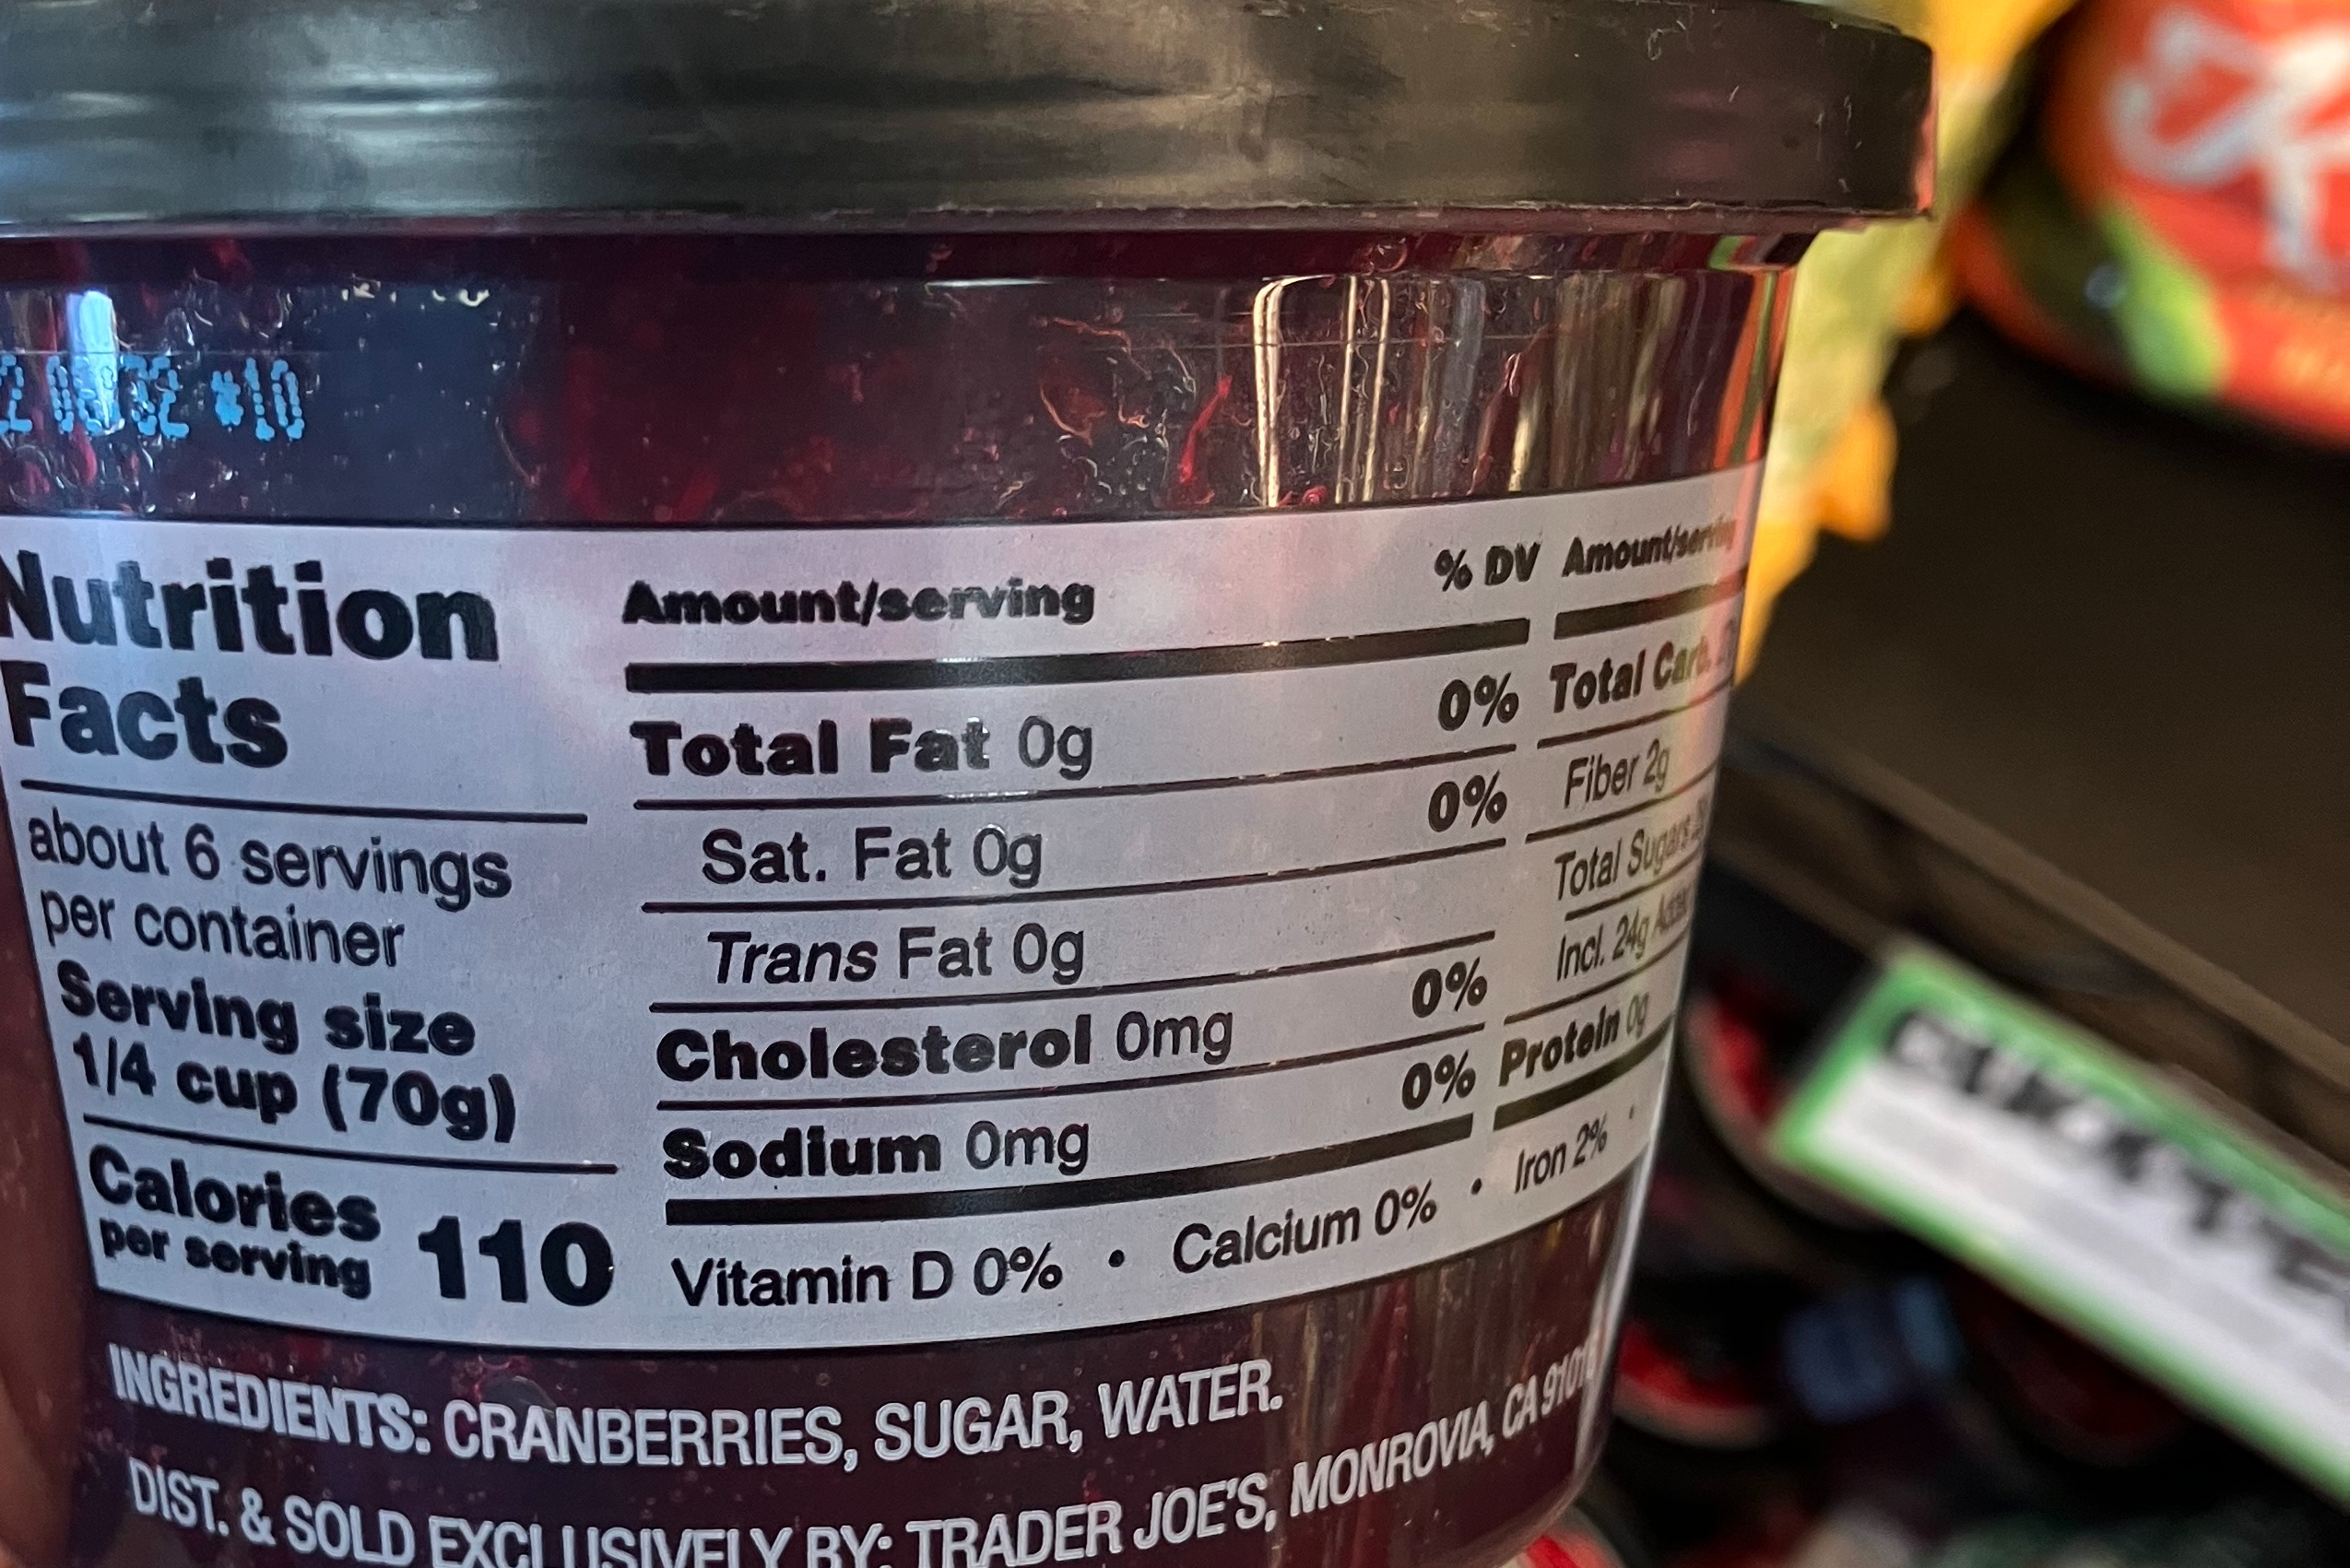 Nutrition
Facts
about 6 servings
per container
Serving size
1/4 cup (70g)
Calories
per serving 110
Amount/serving % DV
Total Fat 0g 0%
Sat. Fat 0g 0%
Trans Fat 0g
Cholesterol 0mg 0%
Sodium 0mg 0%
Amount/serving
Total Carb.
Fiber 2g
Total Sugars
Incl. 24g
Protein 0g
Vitamin D 0% • Calcium 0% • Iron 2% •
INGREDIENTS: CRANBERRIES, SUGAR, WATER.
DIST. & SOLD EXCLUSIVELY BY: TRADER JOE'S, MONROVIA, CA